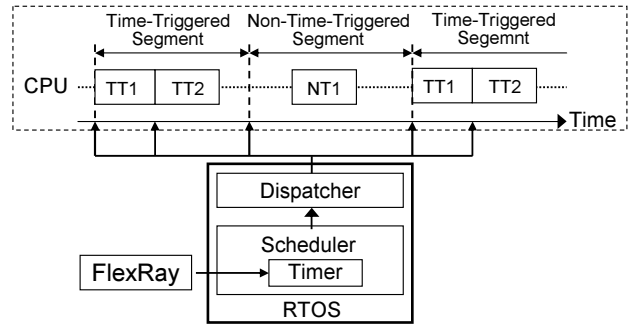 Time-Triggered Non-Time-Triggered Time-Triggered
Segment Segment Segemnt
CPU TT1 TT2 NT1 TT1 TT2
Time
Dispatcher
Scheduler
FlexRay Timer
RTOS